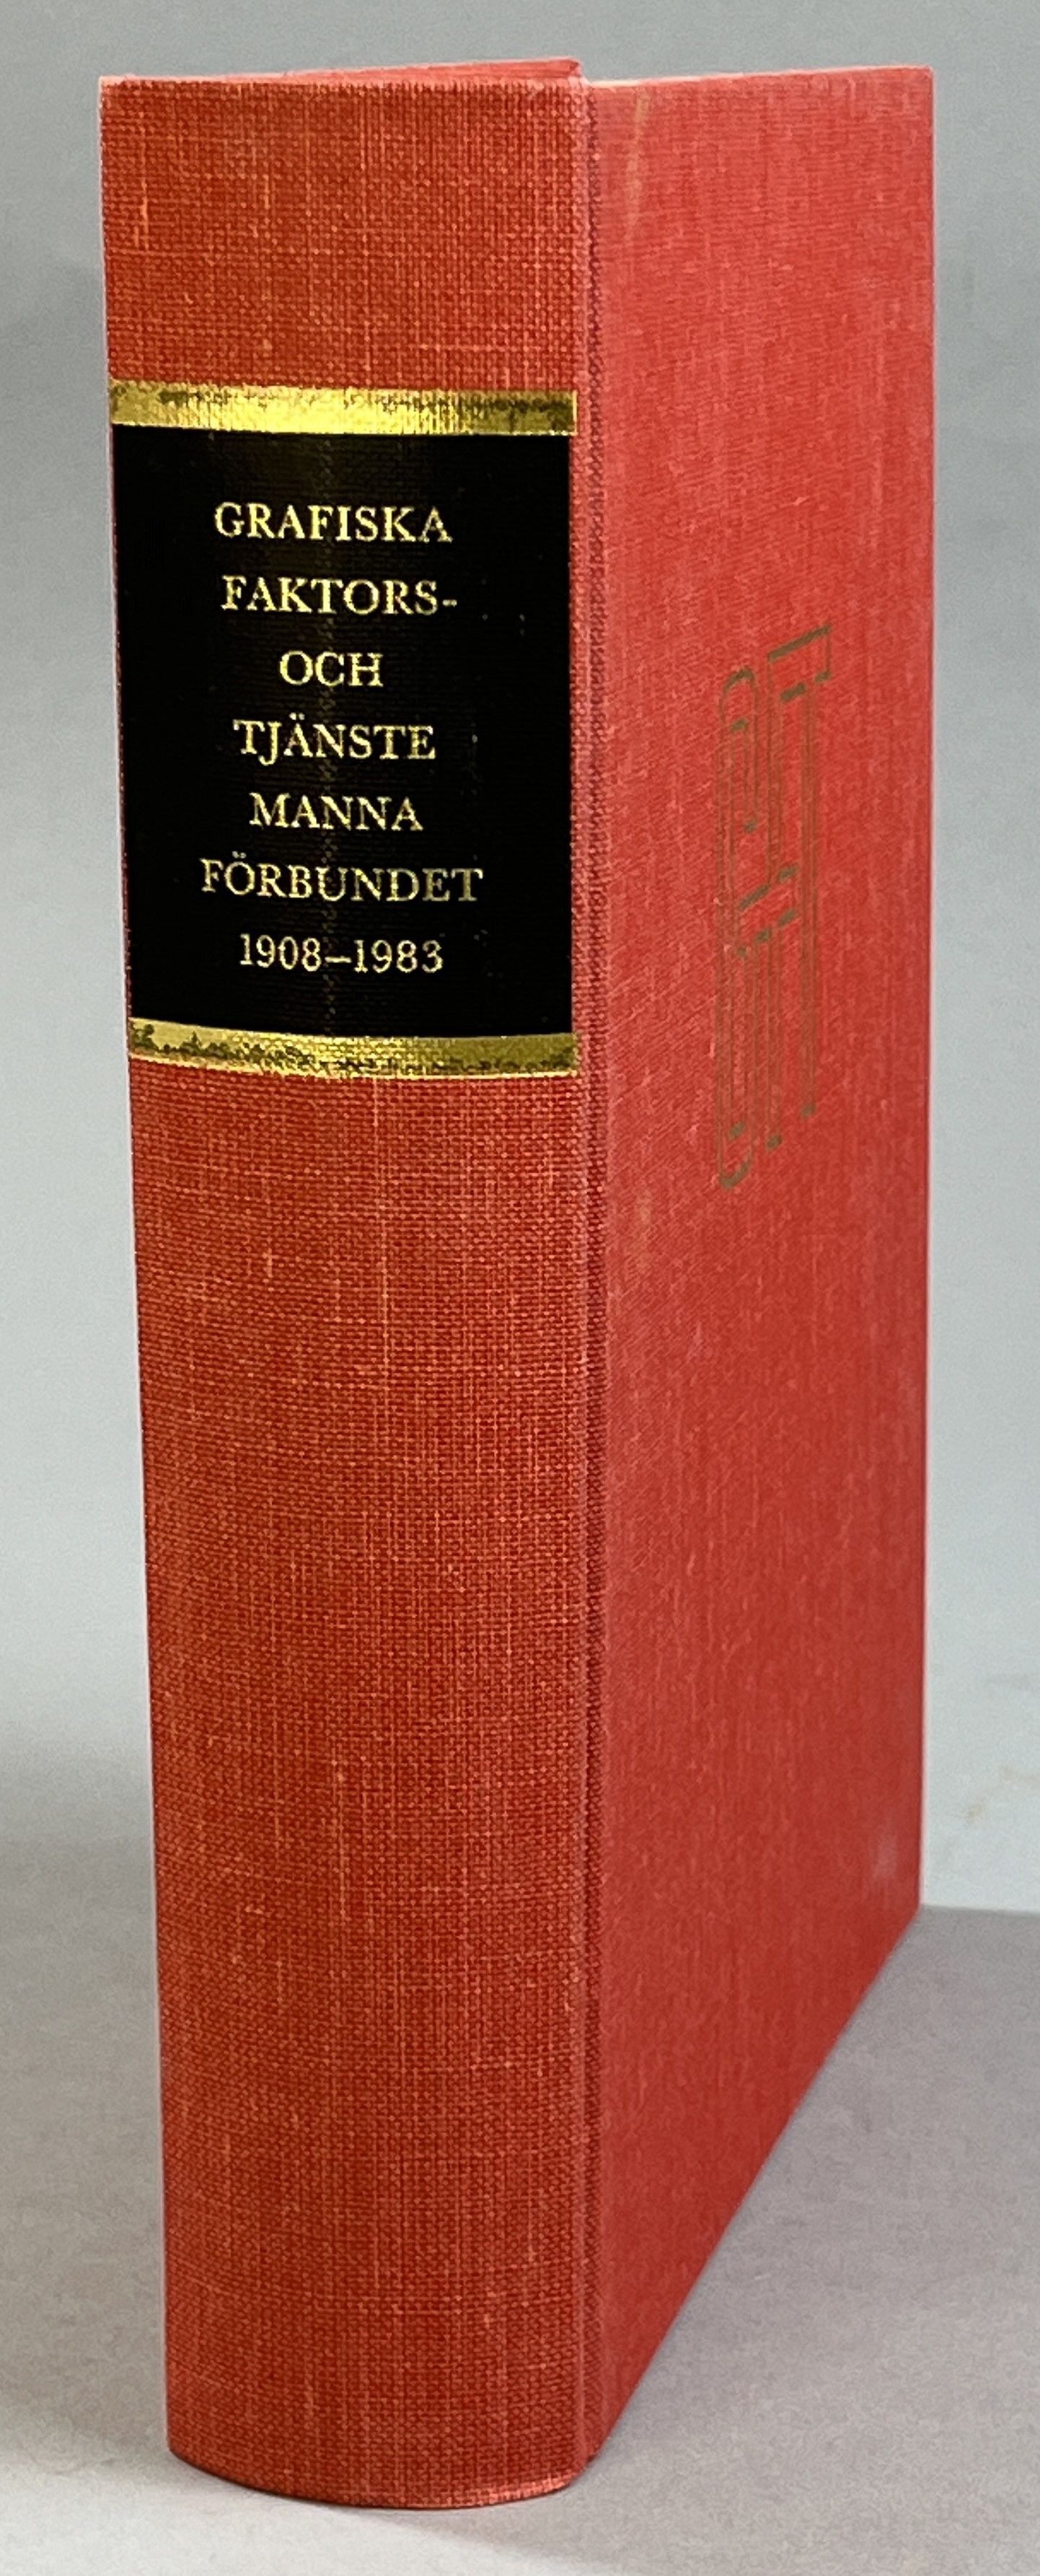 GRAFISKA
FAKTORS-
OCH
TJÄNSTE
MANNA
FÖRBUNDET
1908–1983